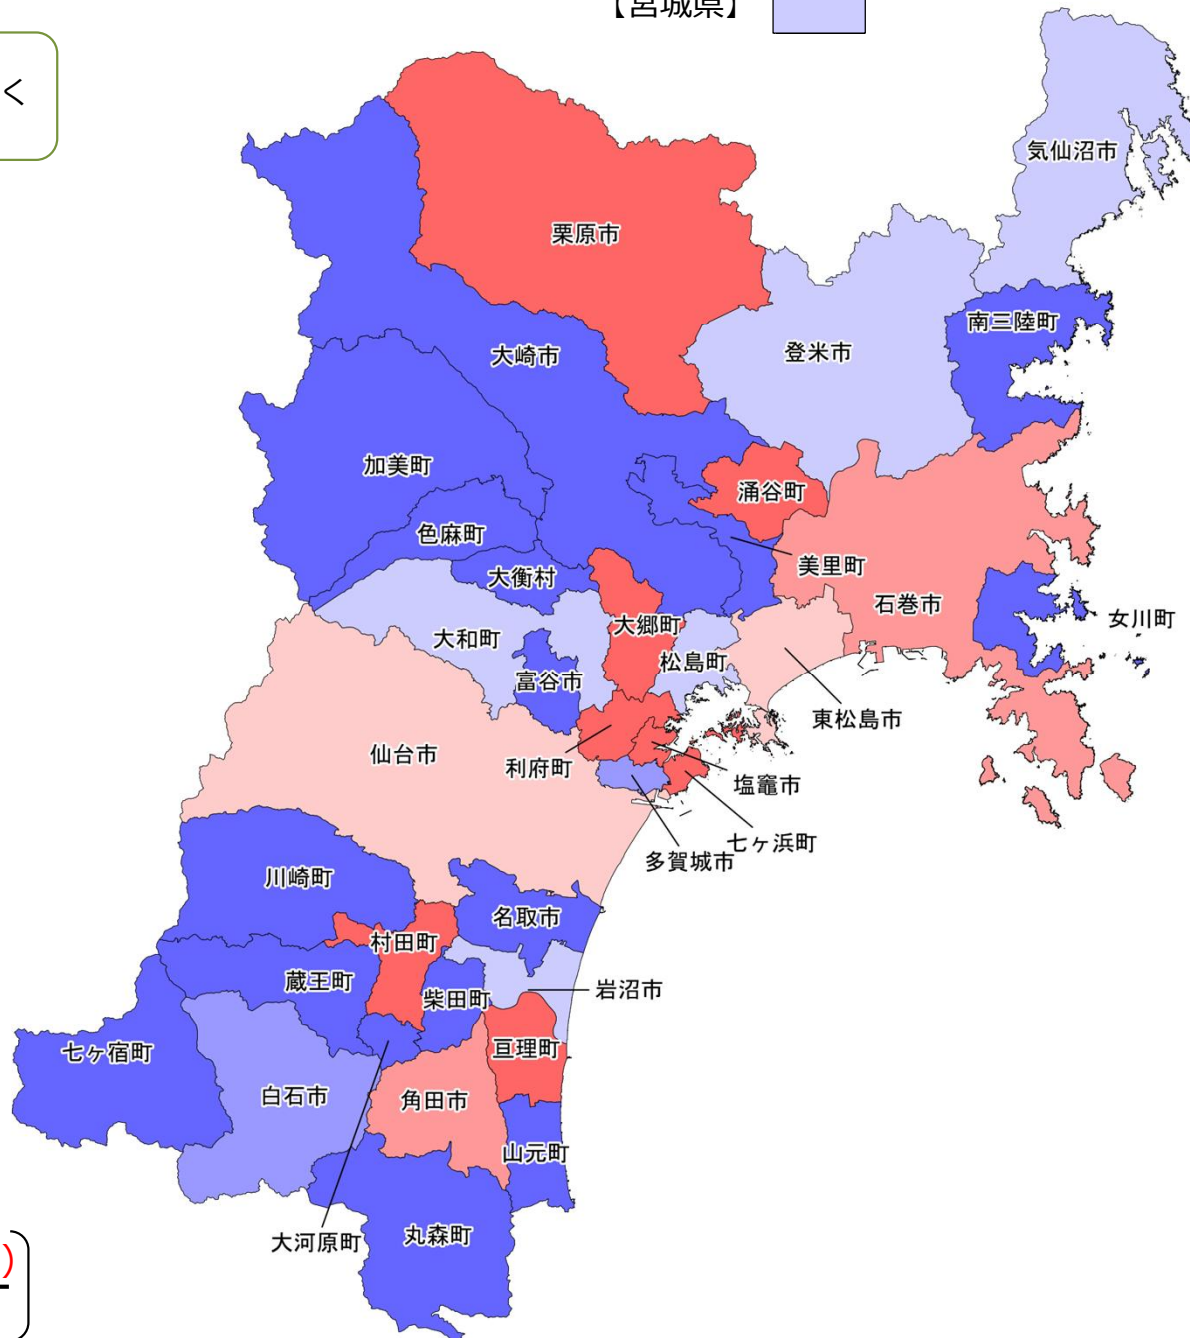 【宮城県】
く
気仙沼市
栗原市
南三陸町
登米市
大崎市
加美町
涌谷町
色麻町
美里町
大衡村
石巻市
女川町
大郷町
大和町
松島町
富谷市
東松島市
仙台市
利府町
塩竈市
七ヶ浜町
多賀城市
川崎町
名取市
村田町
蔵王町
岩沼市
柴田町
亘理町
七ヶ宿町
白石市
角田市
山元町
丸森町
大河原町
)